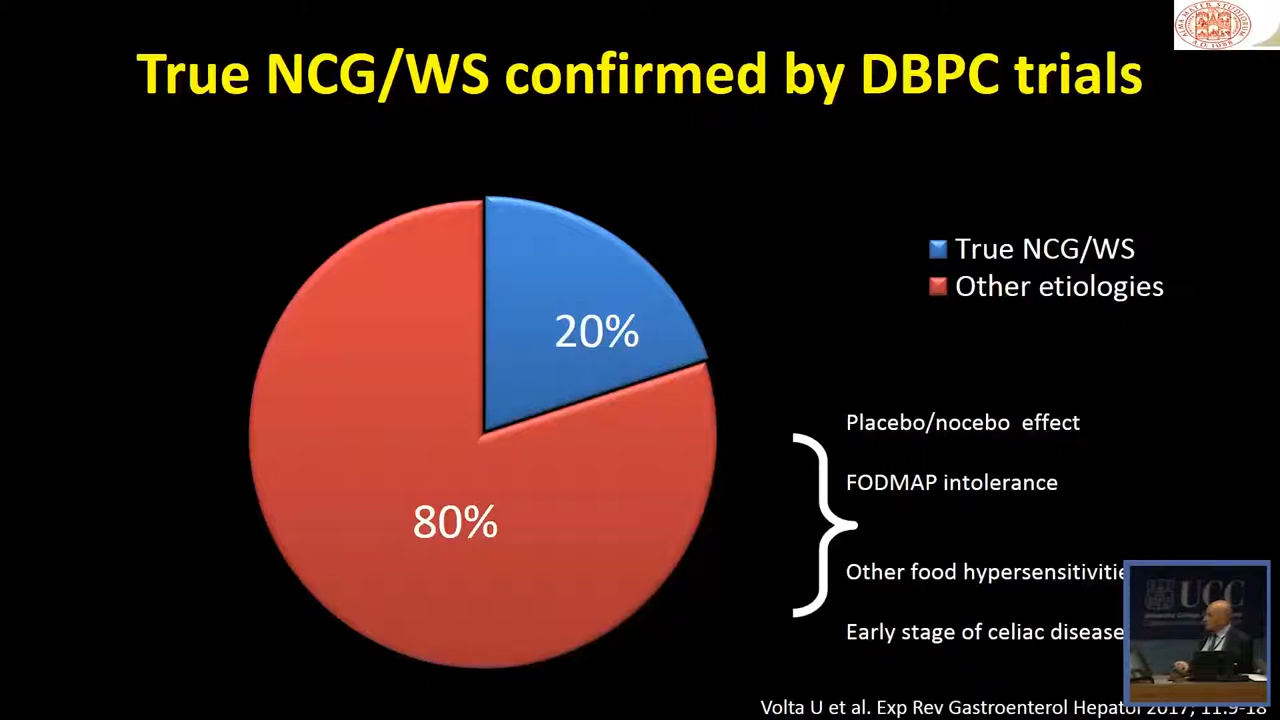 True NCG/WS confirmed by DBPC trials
True NCG/WS
Other etiologies
20%
80%
Placebo/nocebo effect
FODMAP intolerance
Other food hypersensitivitie
Early stage of celiac disease
UCC
Volta U et al. Exp Rev Gastroenterol Hepatol 2017; 11:9-18